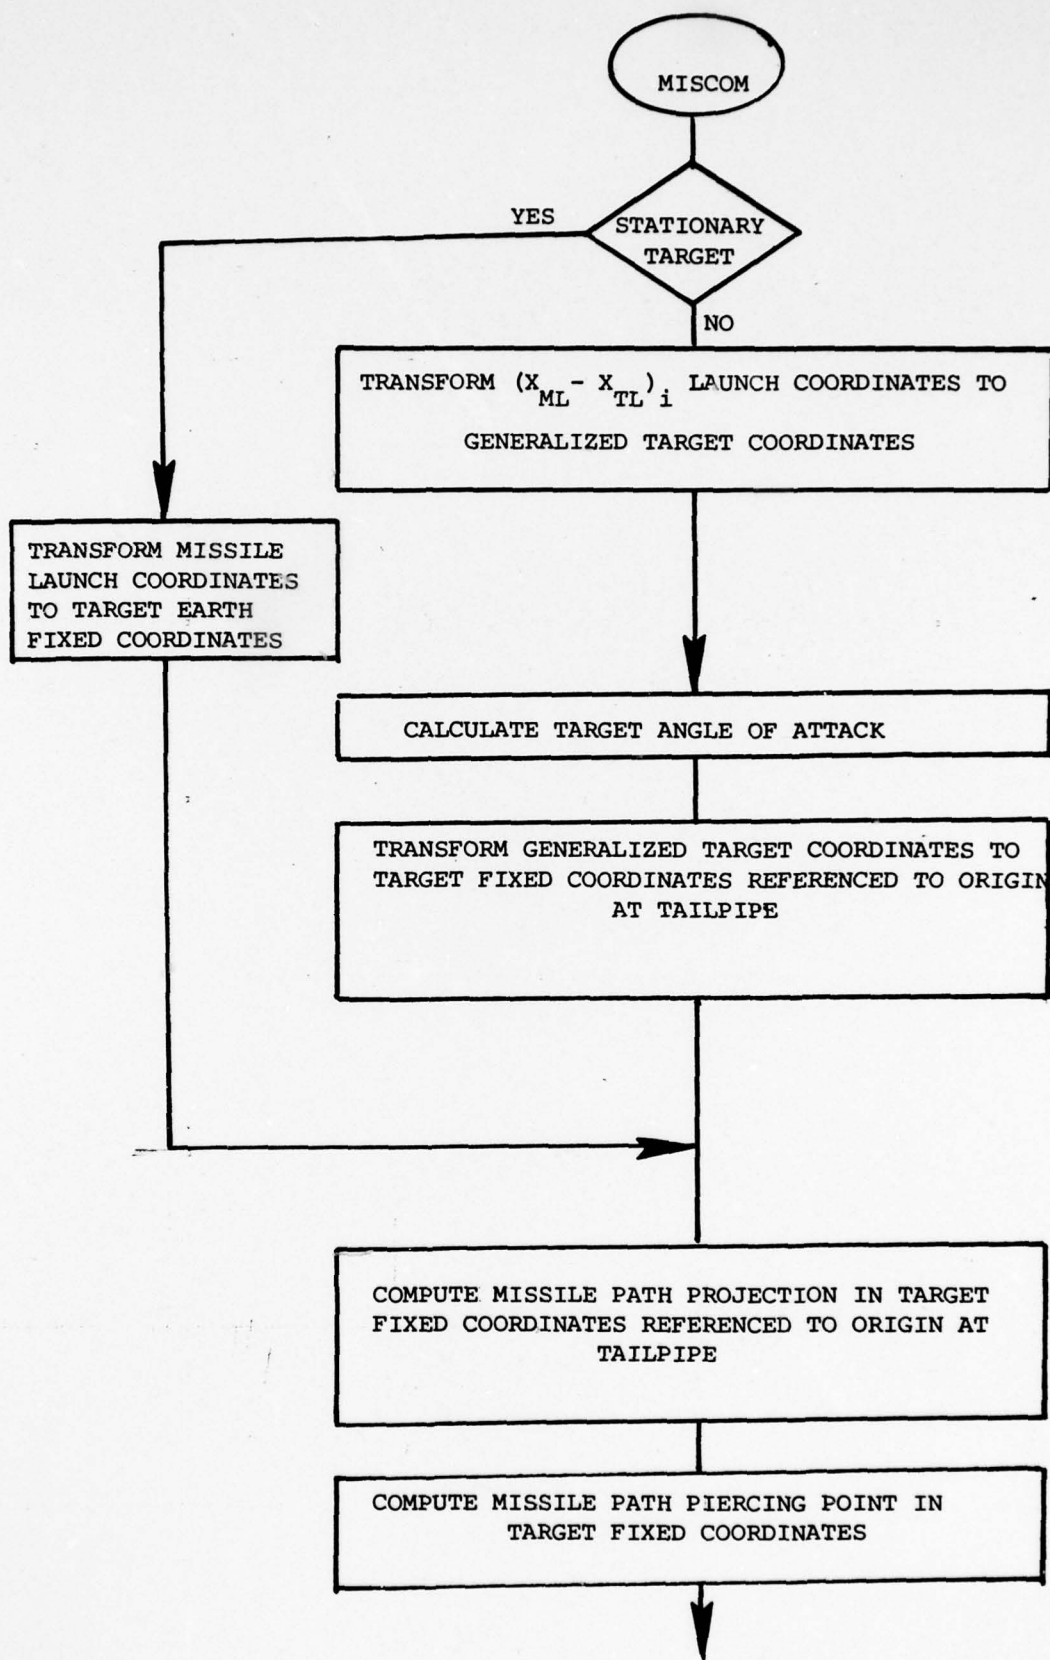 MISCOM
STATIONARY
TARGET
YES
NO
TRANSFORM (X_ML - X_TL)_i LAUNCH COORDINATES TO
GENERALIZED TARGET COORDINATES
TRANSFORM MISSILE
LAUNCH COORDINATES
TO TARGET EARTH
FIXED COORDINATES
CALCULATE TARGET ANGLE OF ATTACK
TRANSFORM GENERALIZED TARGET COORDINATES TO
TARGET FIXED COORDINATES REFERENCED TO ORIGIN
AT TAILPIPE
COMPUTE MISSILE PATH PROJECTION IN TARGET
FIXED COORDINATES REFERENCED TO ORIGIN AT
TAILPIPE
COMPUTE MISSILE PATH PIERCING POINT IN
TARGET FIXED COORDINATES